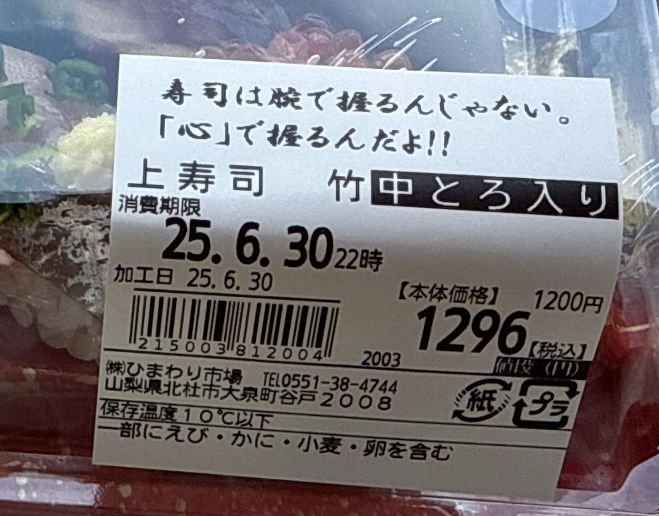 寿司は腕で握るんじゃない。
「心」で握るんだよ!!
上寿司 竹 中とろ入り
消費期限
25.6.30 22時
加工日 25.6.30
【本体価格】 1200円
1296 【税込】
値段(円)
215003812004 2003
㈱ひまわり市場 TEL0551-38-4744
山梨県北杜市大泉町谷戸2008
保存温度10℃以下
一部にえび・かに・小麦・卵を含む
紙
プラ